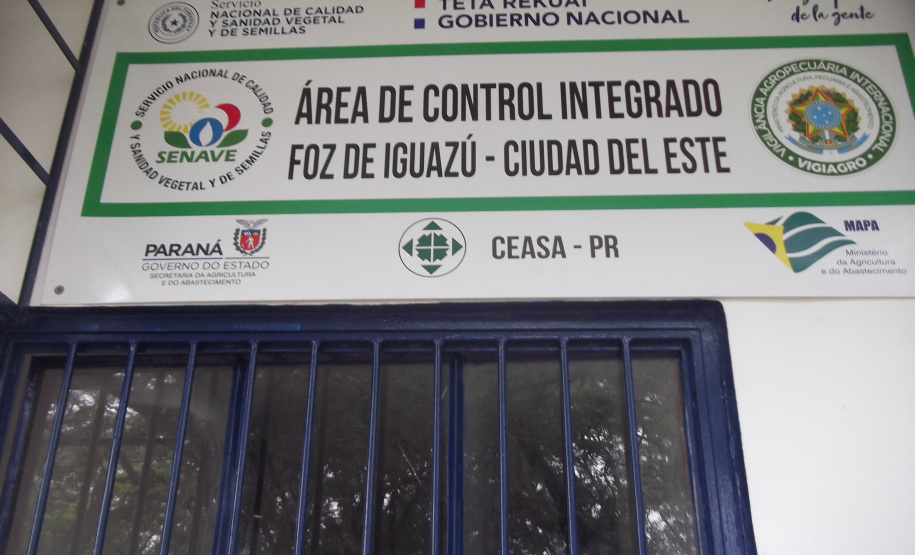 Servicio
NACIONAL DE CALIDAD
Y SANIDAD VEGETAL
Y DE SEMILLAS
TETÃ REKUÁI
GOBIERNO NACIONAL
de la gente
SERVICIO NACIONAL DE CALIDAD
Y SANIDAD VEGETAL Y DE SEMILLAS
SENAVE
ÁREA DE CONTROL INTEGRADO
FOZ DE IGUAZÚ - CIUDAD DEL ESTE
VIGILÂNCIA AGROPECUÁRIA INTERNACIONAL
VIGIAGRO
PARANÁ
GOVERNO DO ESTADO
SECRETARIA DA AGRICULTURA
E DO ABASTECIMENTO
CEASA - PR
MAPA
Ministério
da Agricultura
e do Abastecimento